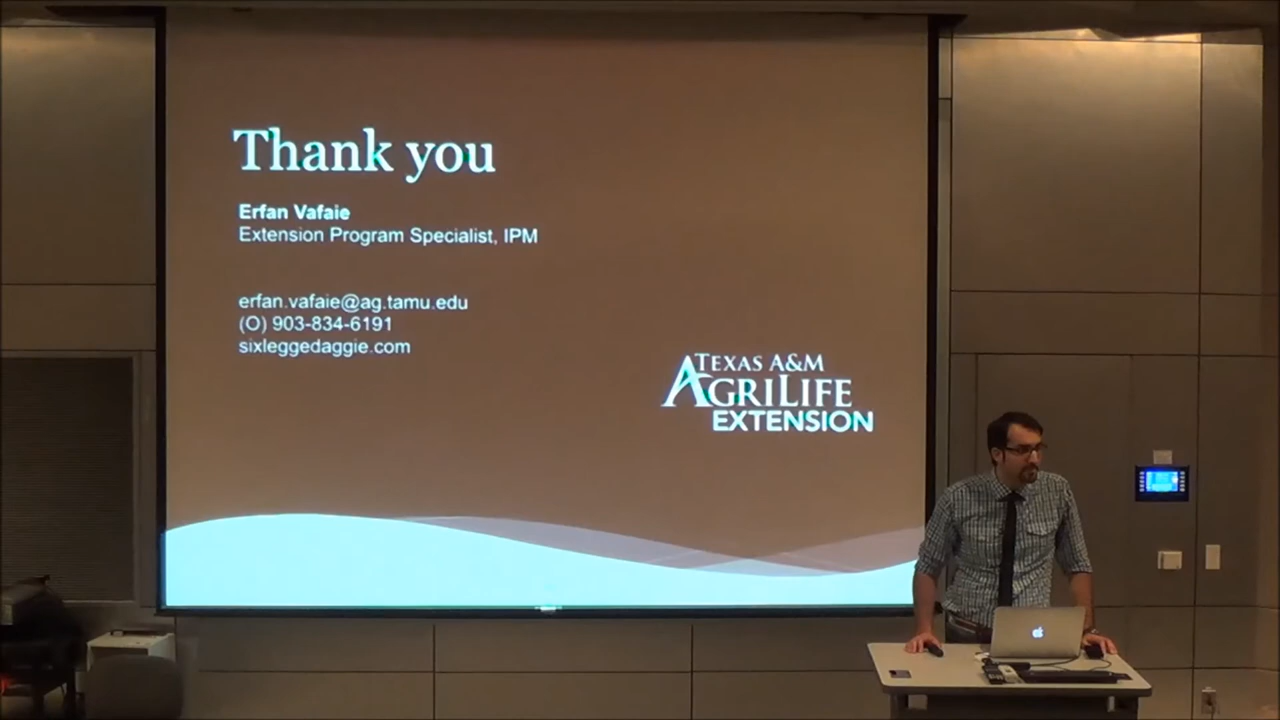 Thank you
Erfan Vafaie
Extension Program Specialist, IPM
erfan.vafaie@ag.tamu.edu
(O) 903-834-6191
sixleggedaggie.com
TEXAS A&M
AGRILIFE
EXTENSION